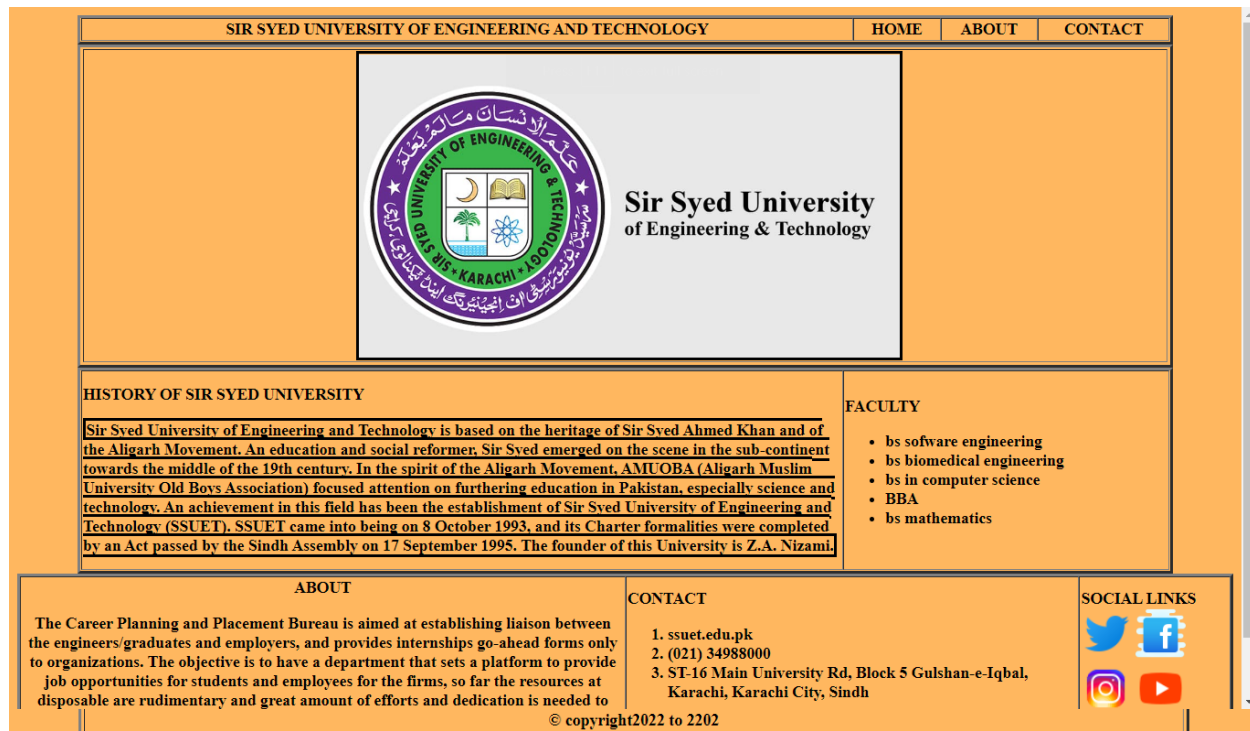 SIR SYED UNIVERSITY OF ENGINEERING AND TECHNOLOGY
HOME
ABOUT
CONTACT
عَلَّمَ الْاِنْسَانَ مَالَمْ يَعْلَمْ
SIR SYED UNIVERSITY OF ENGINEERING & TECHNOLOGY
★ KARACHI ★
سرسید یونیورسٹی آف انجینئرنگ اینڈ ٹیکنالوجی، کراچی
Sir Syed University
of Engineering & Technology
HISTORY OF SIR SYED UNIVERSITY
Sir Syed University of Engineering and Technology is based on the heritage of Sir Syed Ahmed Khan and of
the Aligarh Movement. An education and social reformer, Sir Syed emerged on the scene in the sub-continent
towards the middle of the 19th century. In the spirit of the Aligarh Movement, AMUOBA (Aligarh Muslim
University Old Boys Association) focused attention on furthering education in Pakistan, especially science and
technology. An achievement in this field has been the establishment of Sir Syed University of Engineering and
Technology (SSUET). SSUET came into being on 8 October 1993, and its Charter formalities were completed
by an Act passed by the Sindh Assembly on 17 September 1995. The founder of this University is Z.A. Nizami.
FACULTY
• bs sofware engineering
• bs biomedical engineering
• bs in computer science
• BBA
• bs mathematics
ABOUT
The Career Planning and Placement Bureau is aimed at establishing liaison between
the engineers/graduates and employers, and provides internships go-ahead forms only
to organizations. The objective is to have a department that sets a platform to provide
job opportunities for students and employees for the firms, so far the resources at
disposable are rudimentary and great amount of efforts and dedication is needed to
CONTACT
1. ssuet.edu.pk
2. (021) 34988000
3. ST-16 Main University Rd, Block 5 Gulshan-e-Iqbal,
Karachi, Karachi City, Sindh
SOCIAL LINKS
© copyright2022 to 2202